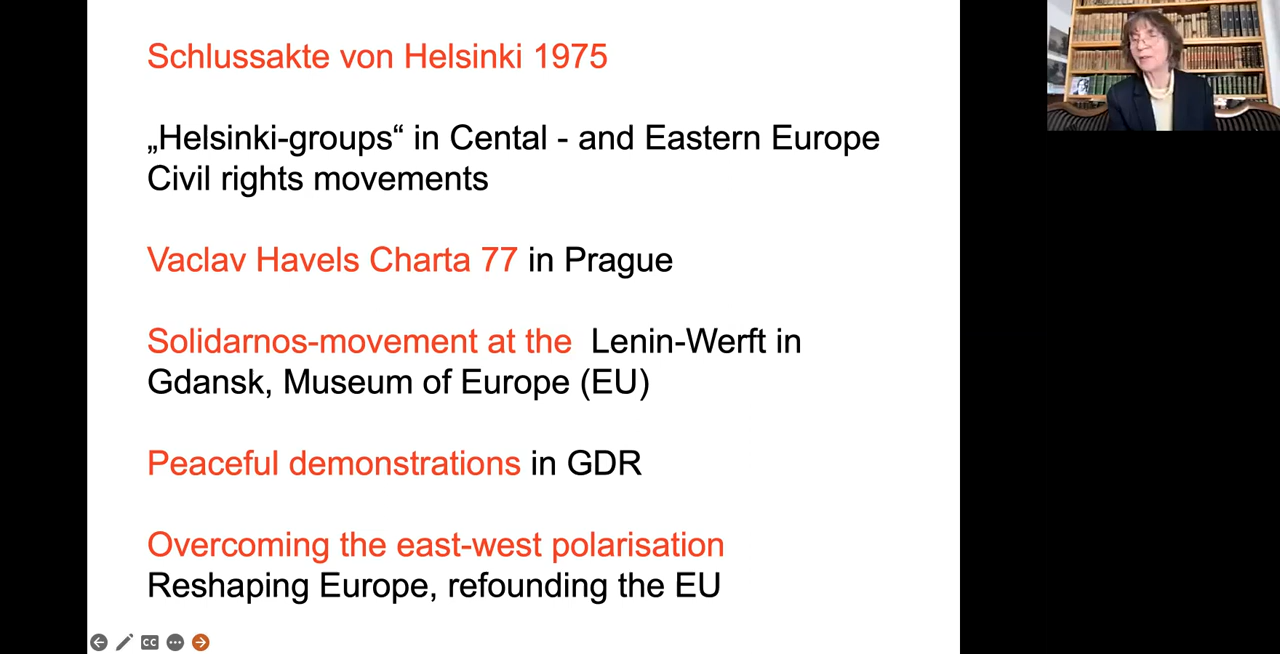 Schlussakte von Helsinki 1975
„Helsinki-groups“ in Cental - and Eastern Europe
Civil rights movements
Vaclav Havels Charta 77 in Prague
Solidarnos-movement at the Lenin-Werft in
Gdansk, Museum of Europe (EU)
Peaceful demonstrations in GDR
Overcoming the east-west polarisation
Reshaping Europe, refounding the EU
CC